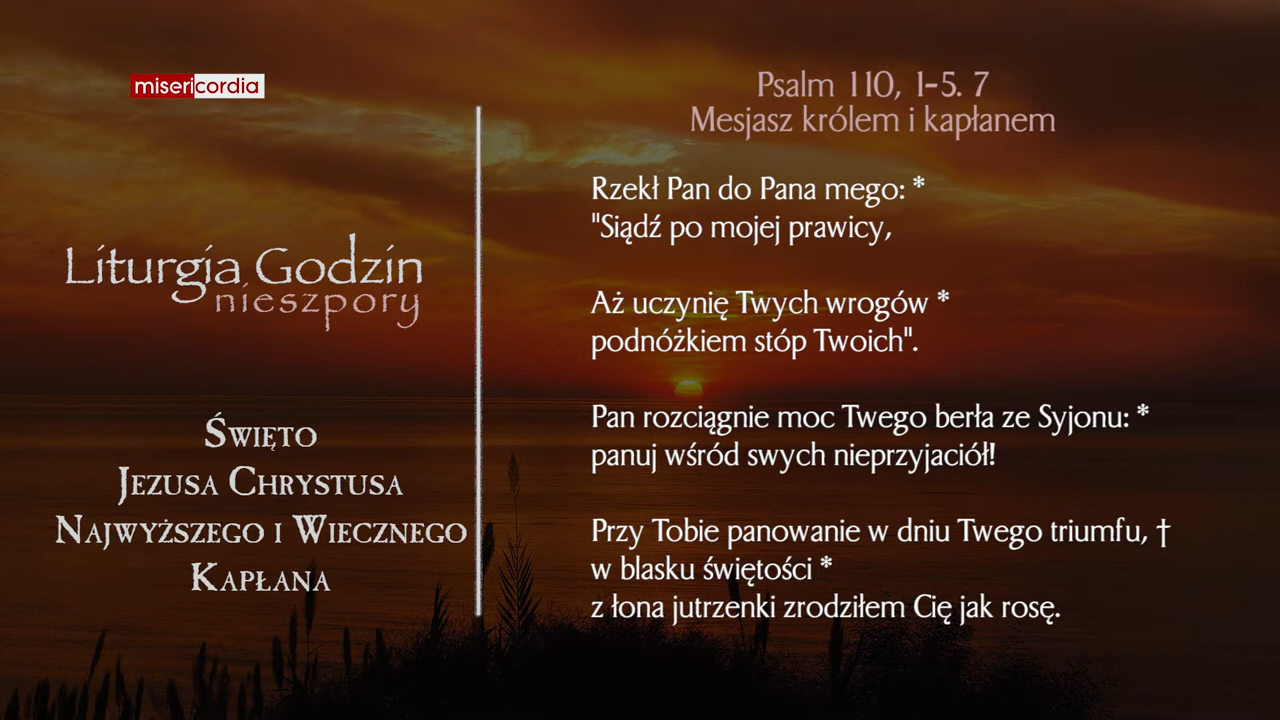 misericordia
Liturgia Godzin
nieszpory
Święto
Jezusa Chrystusa
Najwyższego i Wiecznego
Kapłana
Psalm 110, 1-5. 7
Mesjasz królem i kapłanem
Rzekł Pan do Pana mego: *
"Siądź po mojej prawicy,
Aż uczynię Twych wrogów *
podnóżkiem stóp Twoich".
Pan rozciągnie moc Twego berła ze Syjonu: *
panuj wśród swych nieprzyjaciół!
Przy Tobie panowanie w dniu Twego triumfu, †
w blasku świętości *
z łona jutrzenki zrodziłem Cię jak rosę.